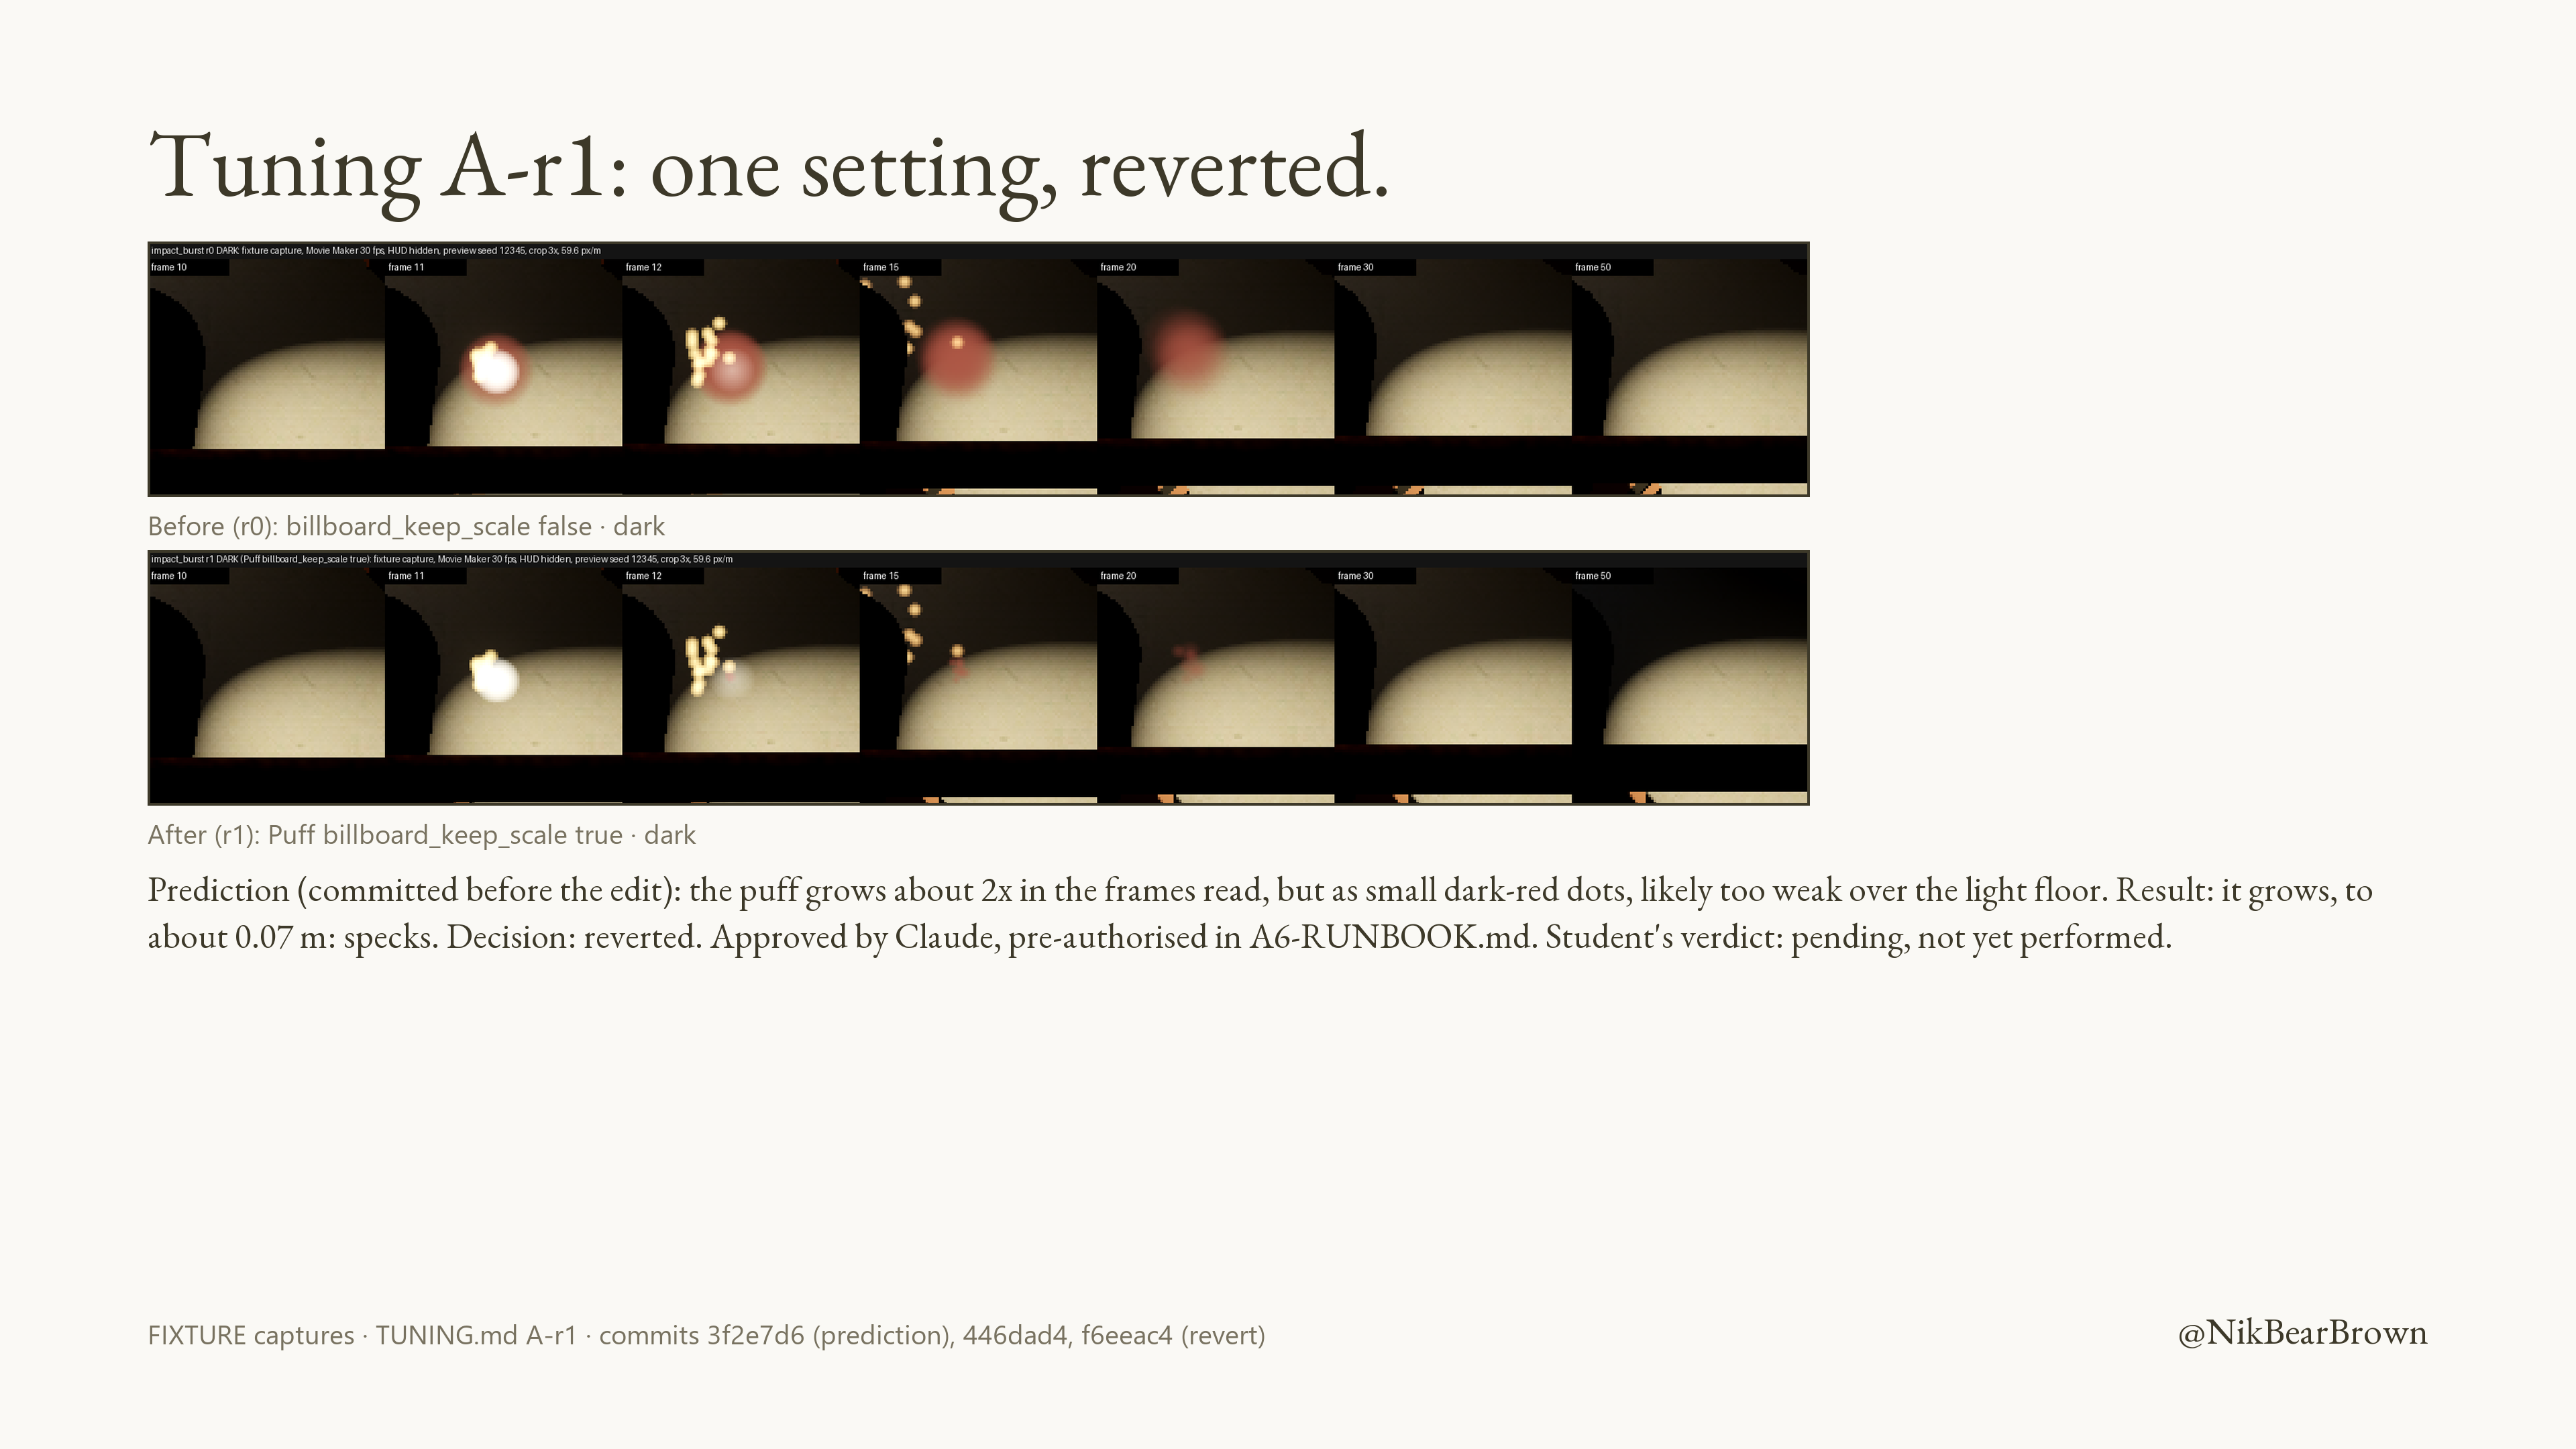 Tuning A-r1: one setting, reverted.
impact_burst r0 DARK: fixture capture, Movie Maker 30 fps, HUD hidden, preview seed 12345, crop 3x, 59.6 px/m
frame 10 frame 11 frame 12 frame 15 frame 20 frame 30 frame 50
Before (r0): billboard_keep_scale false · dark
impact_burst r1 DARK (Puff billboard_keep_scale true): fixture capture, Movie Maker 30 fps, HUD hidden, preview seed 12345, crop 3x, 59.6 px/m
frame 10 frame 11 frame 12 frame 15 frame 20 frame 30 frame 50
After (r1): Puff billboard_keep_scale true · dark
Prediction (committed before the edit): the puff grows about 2x in the frames read, but as small dark-red dots, likely too weak over the light floor. Result: it grows, to
about 0.07 m: specks. Decision: reverted. Approved by Claude, pre-authorised in A6-RUNBOOK.md. Student's verdict: pending, not yet performed.
FIXTURE captures · TUNING.md A-r1 · commits 3f2e7d6 (prediction), 446dad4, f6eeac4 (revert)
@NikBearBrown